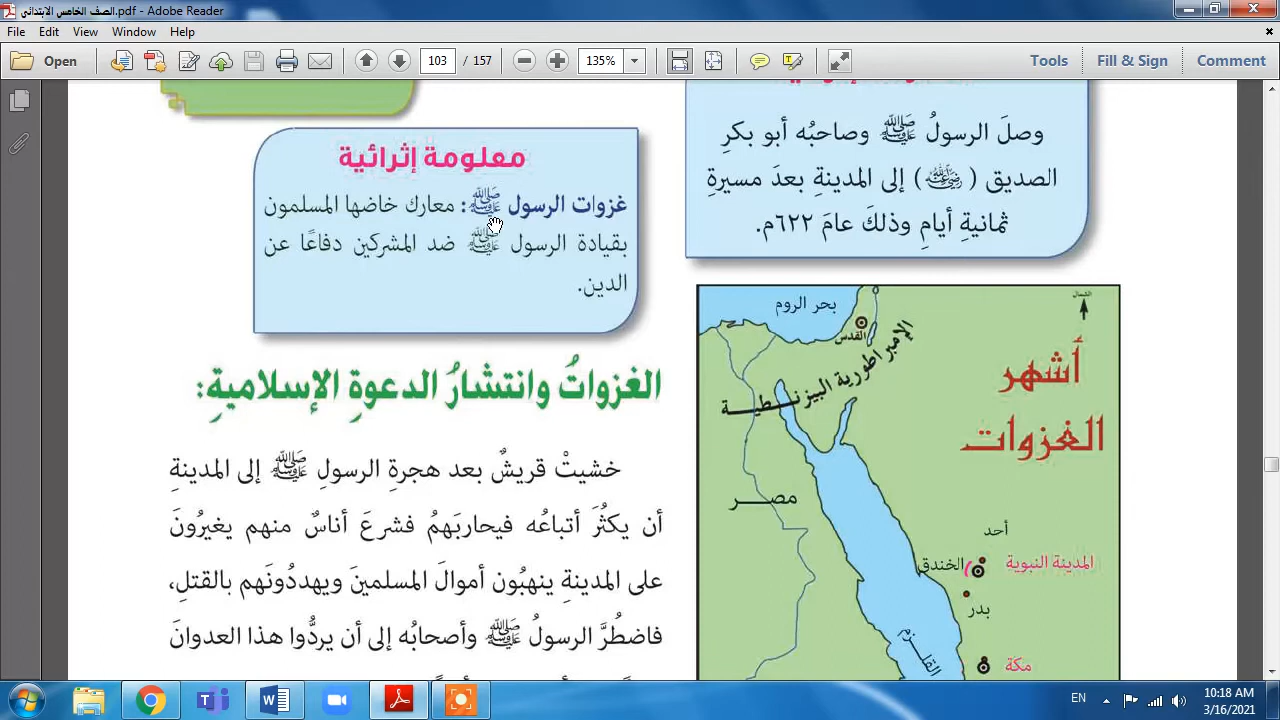 الصف الخامس الابتدائي.pdf - Adobe Reader
File Edit View Window Help
Open 103 / 157 135% Tools Fill & Sign Comment
وصلَ الرسولُ ﷺ وصاحبُه أبو بكرِ
الصديق (رضي الله عنه) إلى المدينةِ بعدَ مسيرةِ
ثمانيةِ أيامِ وذلكَ عامَ ٦٢٢م.
معلومة إثرائية
غزوات الرسول ﷺ: معارك خاضها المسلمون
بقيادة الرسول ﷺ ضد المشركين دفاعًا عن
الدين.
الغزواتُ وانتشارُ الدعوةِ الإسلاميةِ:
خشيتْ قريشٌ بعد هجرةِ الرسولِ ﷺ إلى المدينةِ
أن يكثُرَ أتباعُه فيحاربَهمُ فشرعَ أناسٌ منهم يغيرُونَ
على المدينةِ ينهبُون أموالَ المسلمينَ ويهددُونَهم بالقتلِ،
فاضطُرَّ الرسولُ ﷺ وأصحابُه إلى أن يردُّوا هذا العدوانَ
الشمال
أشهر
الغزوات
بحر الروم
القدس
الإمبراطورية البيزنطية
مصر
أحد
المدينة النبوية
الخندق
بدر
القلزم
مكة
EN
10:18 AM
3/16/2021